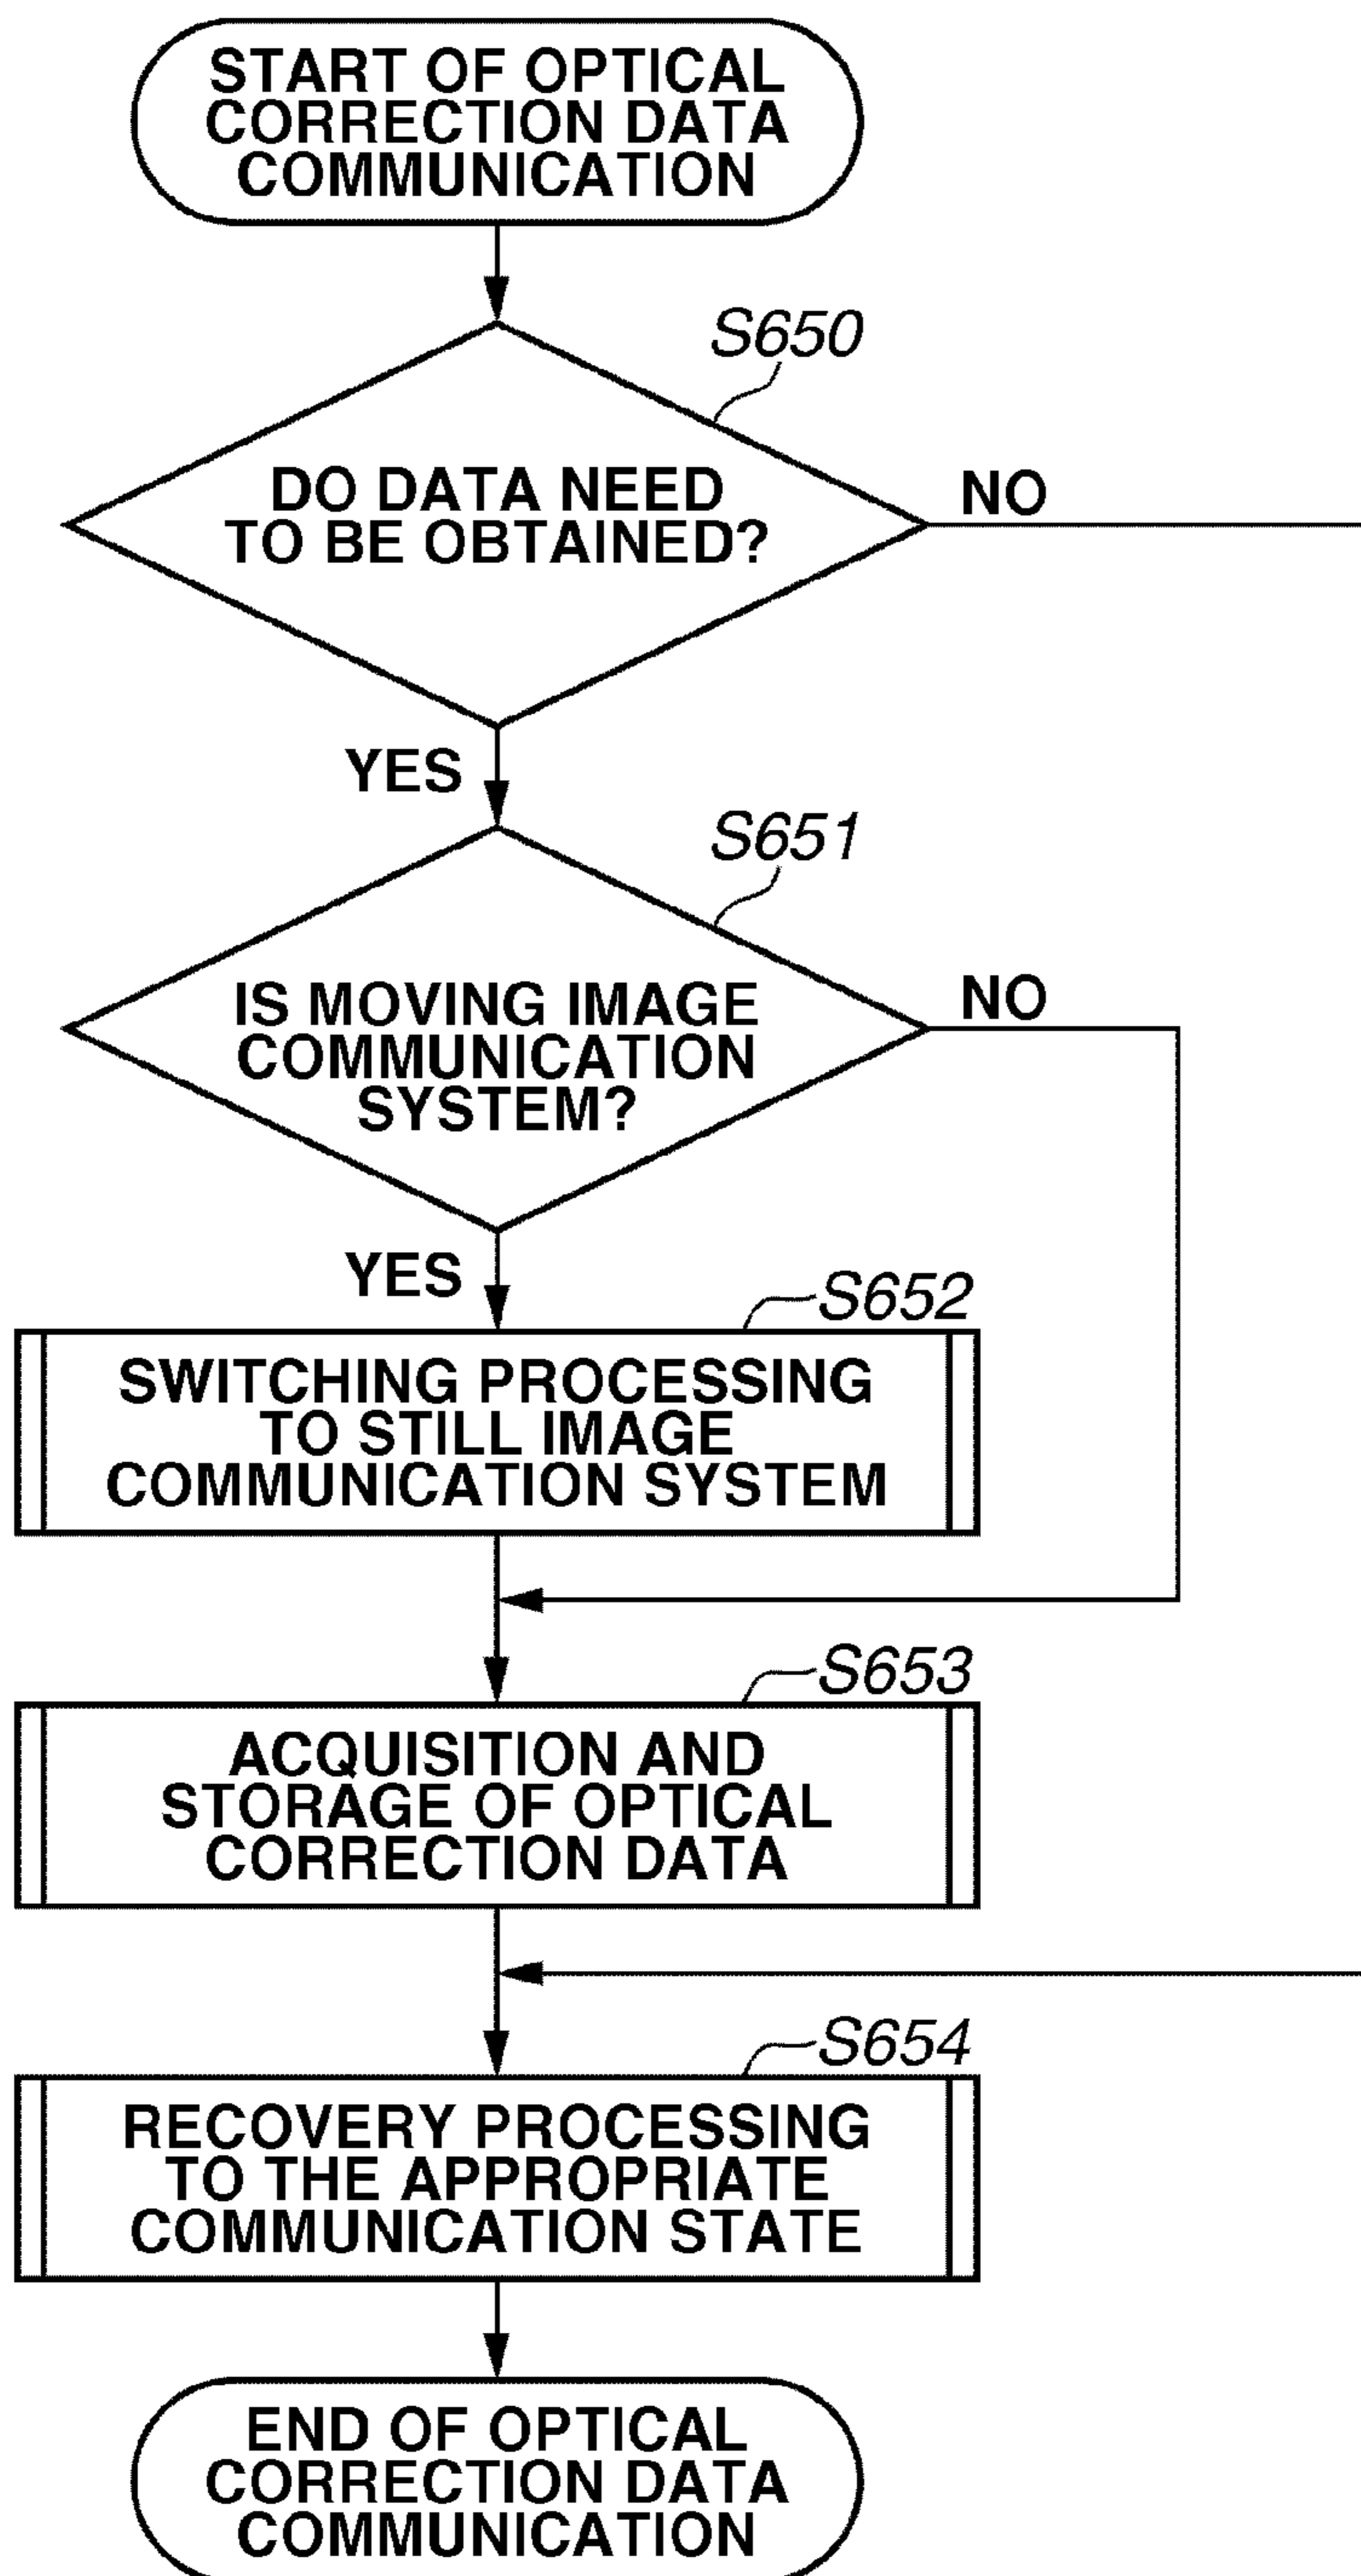 START OF OPTICAL
CORRECTION DATA
COMMUNICATION
S650
DO DATA NEED
TO BE OBTAINED?
NO
YES
S651
IS MOVING IMAGE
COMMUNICATION
SYSTEM?
NO
YES
S652
SWITCHING PROCESSING
TO STILL IMAGE
COMMUNICATION SYSTEM
S653
ACQUISITION AND
STORAGE OF OPTICAL
CORRECTION DATA
S654
RECOVERY PROCESSING
TO THE APPROPRIATE
COMMUNICATION STATE
END OF OPTICAL
CORRECTION DATA
COMMUNICATION